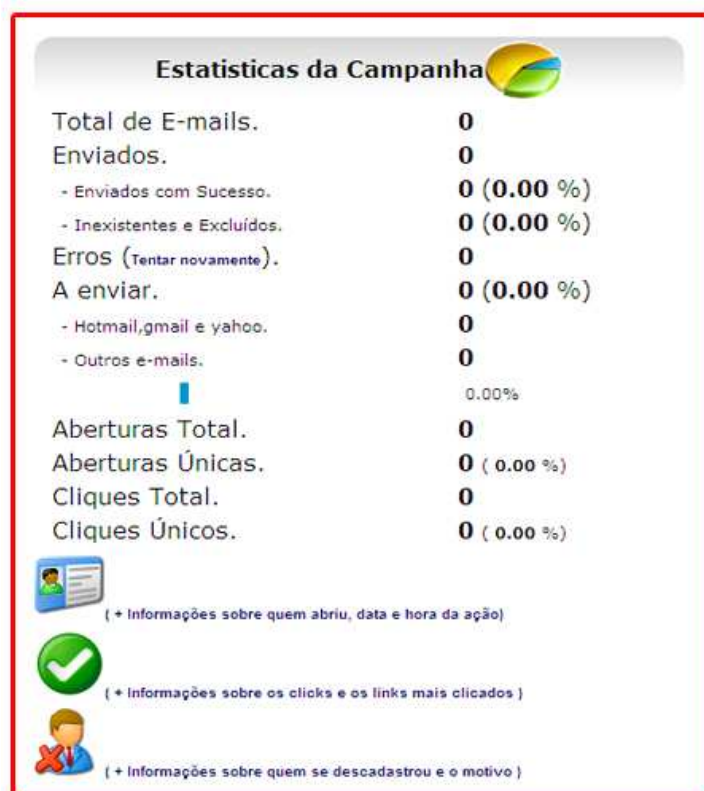 Estatisticas da Campanha
Total de E-mails. 0
Enviados. 0
- Enviados com Sucesso. 0 (0.00 %)
- Inexistentes e Excluídos. 0 (0.00 %)
Erros (Tentar novamente). 0
A enviar. 0 (0.00 %)
- Hotmail,gmail e yahoo. 0
- Outros e-mails. 0
0.00%
Aberturas Total. 0
Aberturas Únicas. 0 ( 0.00 %)
Cliques Total. 0
Cliques Únicos. 0 ( 0.00 %)
( + Informações sobre quem abriu, data e hora da ação)
( + Informações sobre os clicks e os links mais clicados )
( + Informações sobre quem se descadastrou e o motivo )